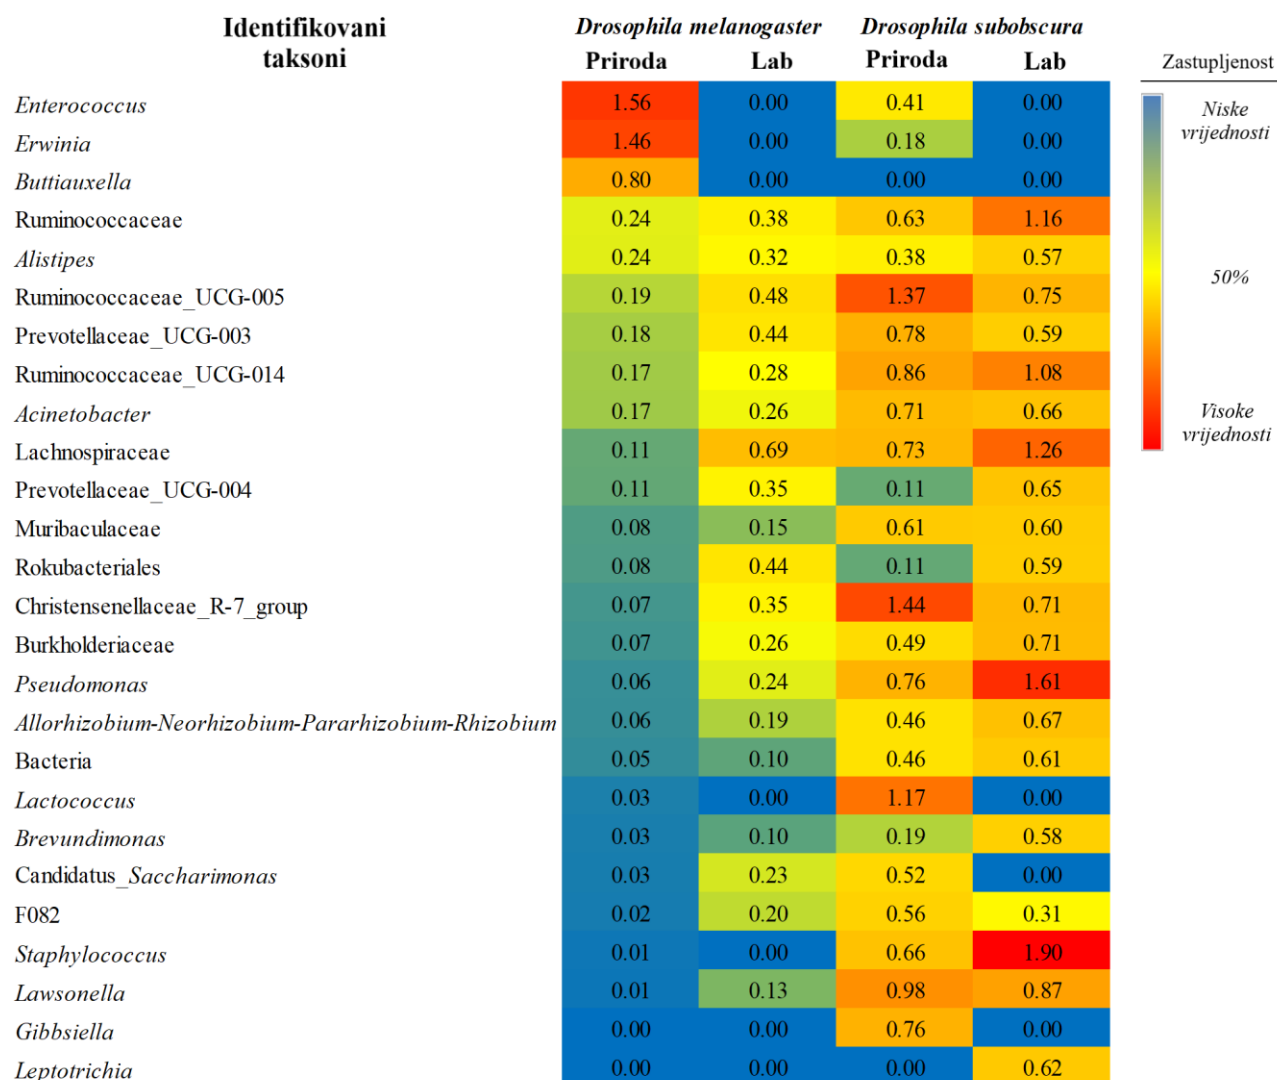 Identifikovani
taksoni
Drosophila melanogaster Drosophila subobscura
Priroda Lab Priroda Lab
Zastupljenost
Enterococcus 1.56 0.00 0.41 0.00
Erwinia 1.46 0.00 0.18 0.00
Buttiauxella 0.80 0.00 0.00 0.00
Ruminococcaceae 0.24 0.38 0.63 1.16
Alistipes 0.24 0.32 0.38 0.57
Ruminococcaceae_UCG-005 0.19 0.48 1.37 0.75
Prevotellaceae_UCG-003 0.18 0.44 0.78 0.59
Ruminococcaceae_UCG-014 0.17 0.28 0.86 1.08
Acinetobacter 0.17 0.26 0.71 0.66
Lachnospiraceae 0.11 0.69 0.73 1.26
Prevotellaceae_UCG-004 0.11 0.35 0.11 0.65
Muribaculaceae 0.08 0.15 0.61 0.60
Rokubacteriales 0.08 0.44 0.11 0.59
Christensenellaceae_R-7_group 0.07 0.35 1.44 0.71
Burkholderiaceae 0.07 0.26 0.49 0.71
Pseudomonas 0.06 0.24 0.76 1.61
Allorhizobium-Neorhizobium-Pararhizobium-Rhizobium 0.06 0.19 0.46 0.67
Bacteria 0.05 0.10 0.46 0.61
Lactococcus 0.03 0.00 1.17 0.00
Brevundimonas 0.03 0.10 0.19 0.58
Candidatus_Saccharimonas 0.03 0.23 0.52 0.00
F082 0.02 0.20 0.56 0.31
Staphylococcus 0.01 0.00 0.66 1.90
Lawsonella 0.01 0.13 0.98 0.87
Gibbsiella 0.00 0.00 0.76 0.00
Leptotrichia 0.00 0.00 0.00 0.62
Niske
vrijednosti
50%
Visoke
vrijednosti